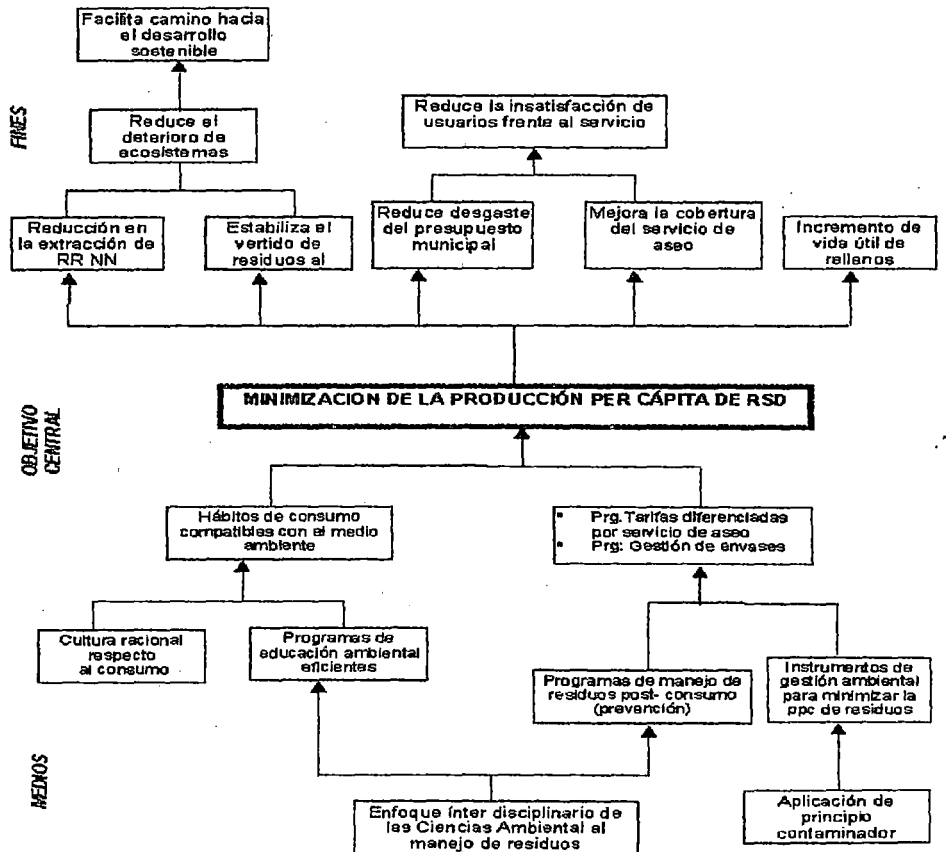 Facilita camino hacia
el desarrollo
sostenible
FINES
Reduce el
deterioro de
ecosistemas
Reduce la insatisfacción de
usuarios frente al servicio
Reducción en
la extracción de
RR NN
Estabiliza el
vertido de
residuos al
Reduce desgaste
del presupuesto
municipal
Mejora la cobertura
del servicio de
aseo
Incremento de
vida útil de
rellenos
OBJETIVO
CENTRAL
MINIMIZACION DE LA PRODUCCIÓN PER CÁPITA DE RSD
Hábitos de consumo
compatibles con el medio
ambiente
▪ Prg. Tarifas diferenciadas
por servicio de aseo
▪ Prg: Gestión de envases
Cultura racional
respecto
al consumo
Programas de
educación ambiental
eficientes
Programas de manejo de
residuos post- consumo
(prevención)
Instrumentos de
gestión ambiental
para minimizar la
ppc de residuos
MEDIOS
Enfoque ínter disciplinario de
las Ciencias Ambiental al
manejo de residuos
Aplicación de
principio
contaminador